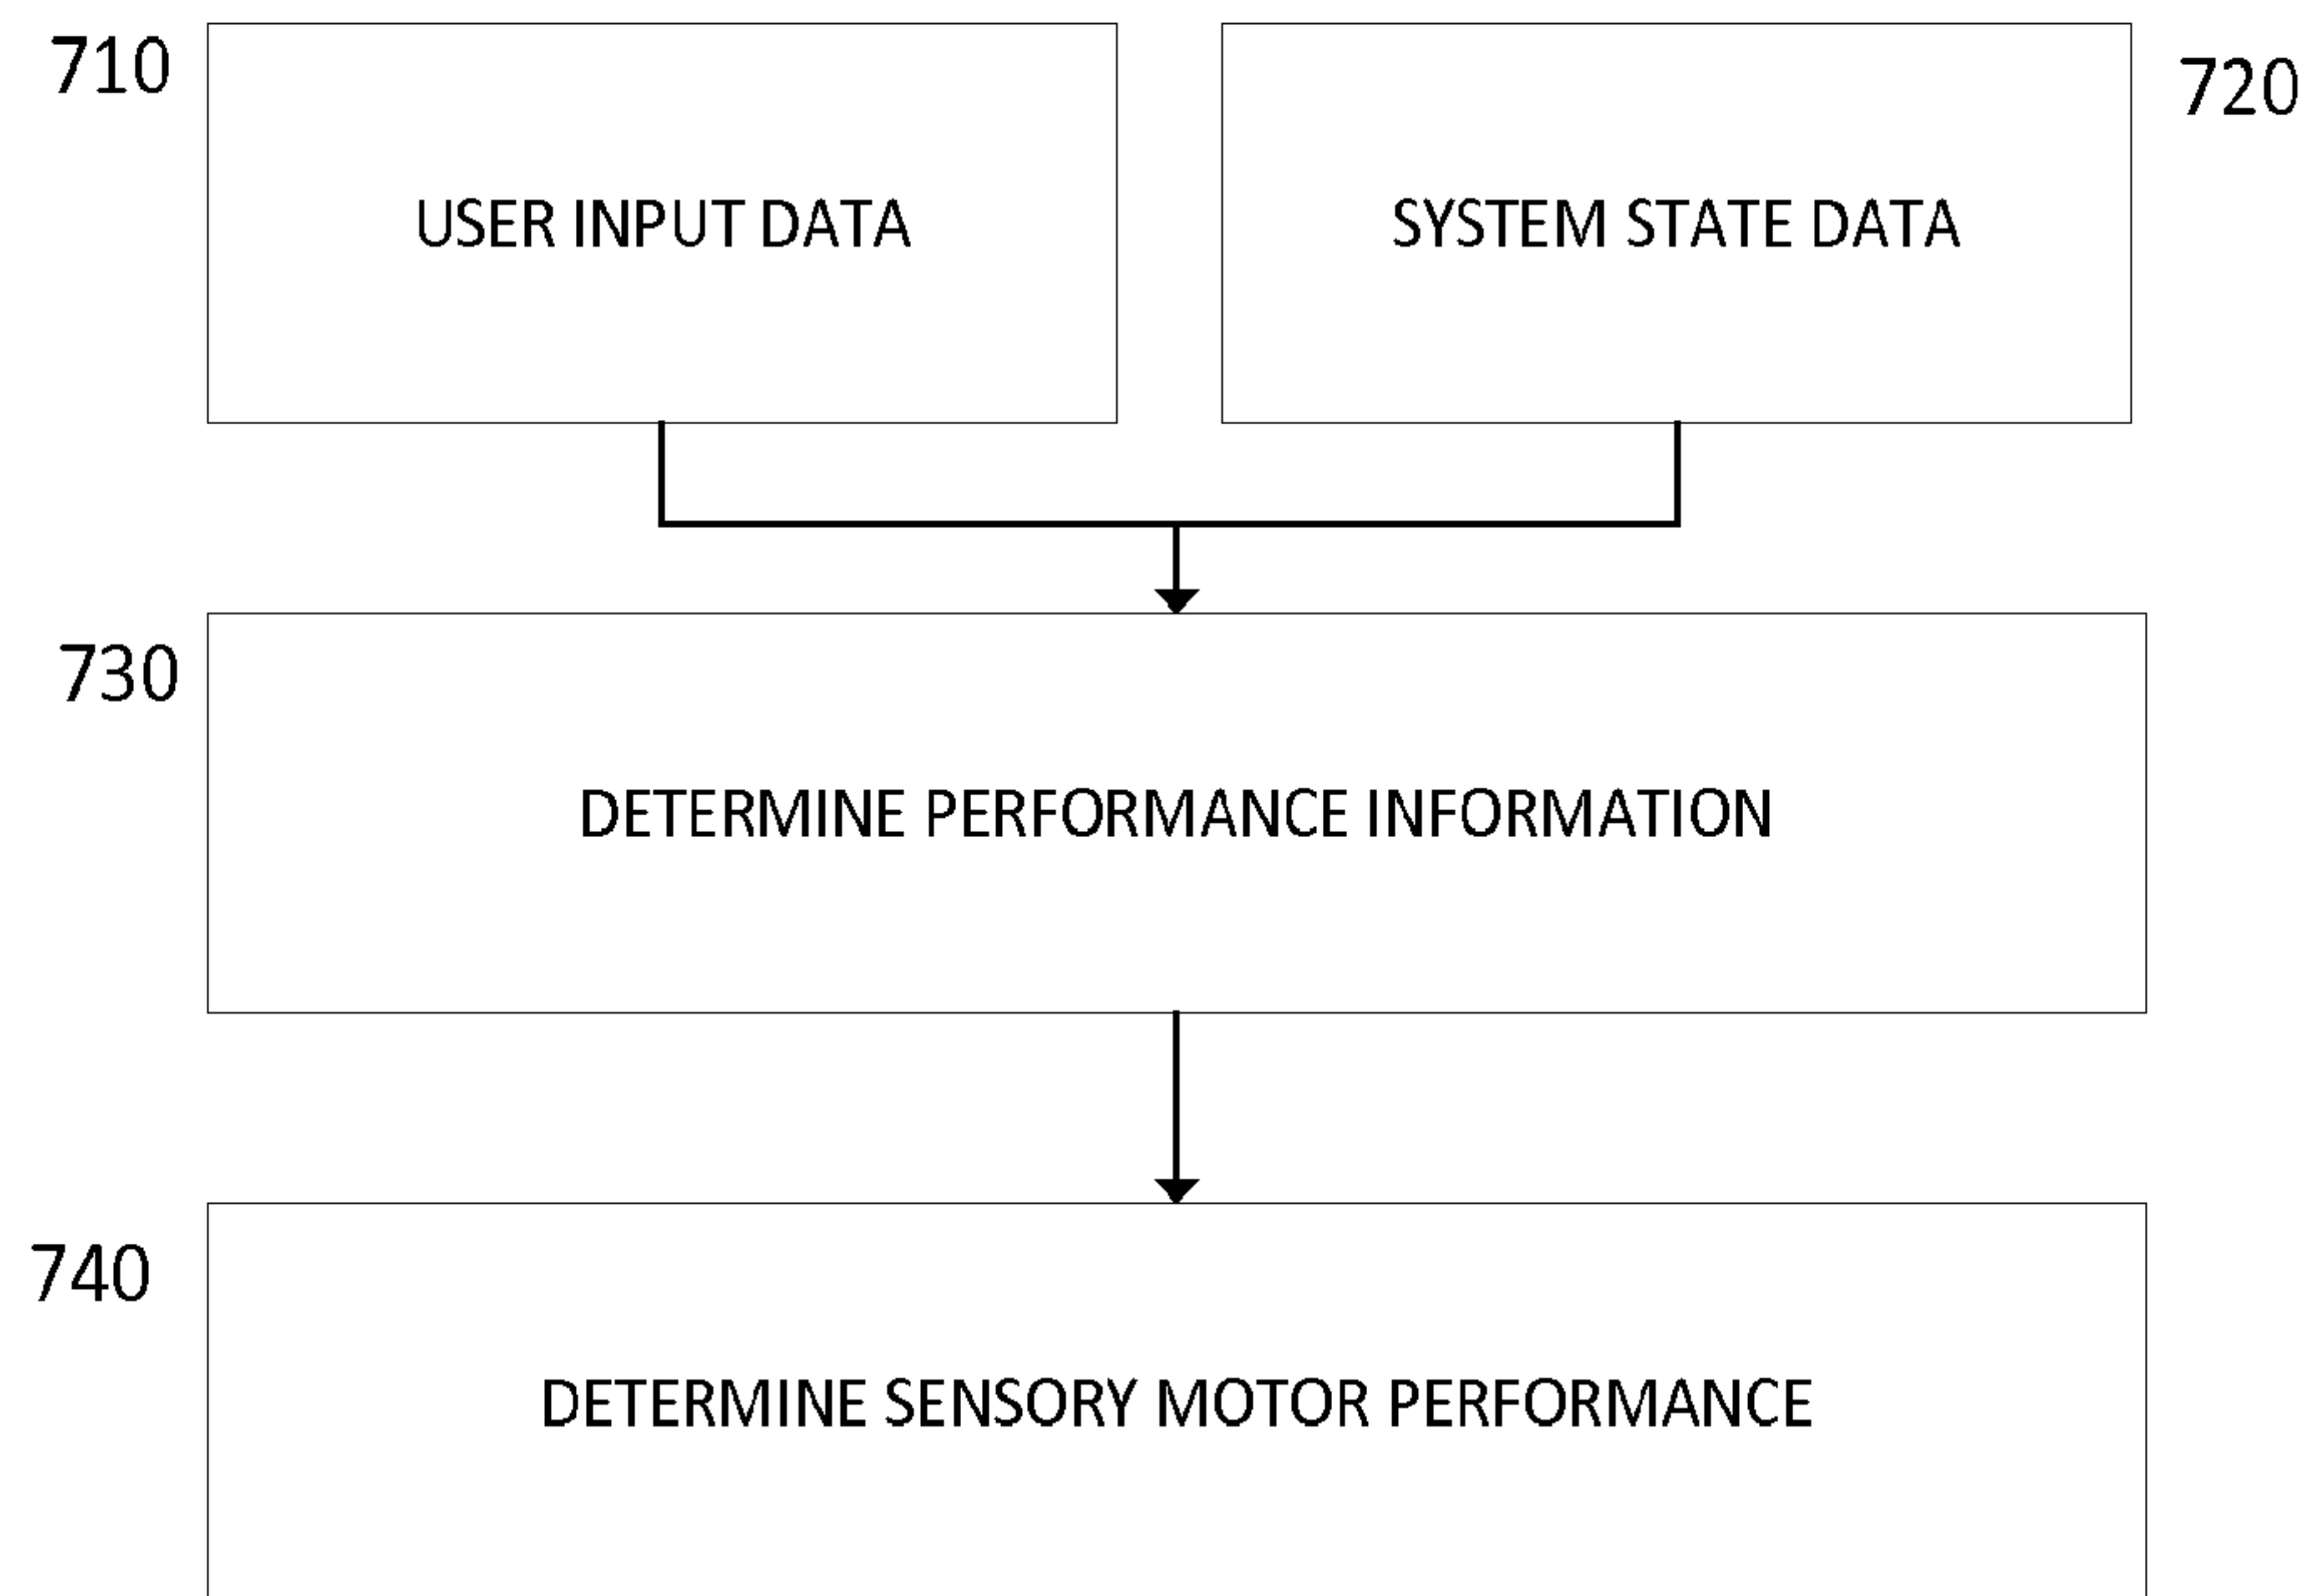 710
USER INPUT DATA
SYSTEM STATE DATA
720
730
DETERMINE PERFORMANCE INFORMATION
740
DETERMINE SENSORY MOTOR PERFORMANCE